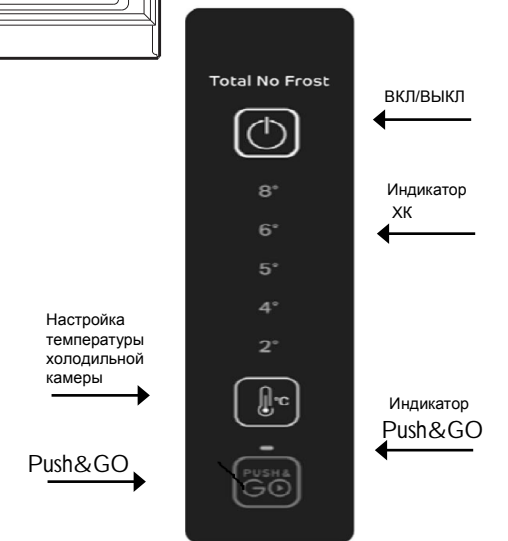 Total No Frost
ВКЛ/ВЫКЛ
8°
Индикатор
ХК
6°
5°
4°
2°
Настройка
температуры
холодильной
камеры
°C
Индикатор
Push&GO
Push&GO
PUSH &
GO